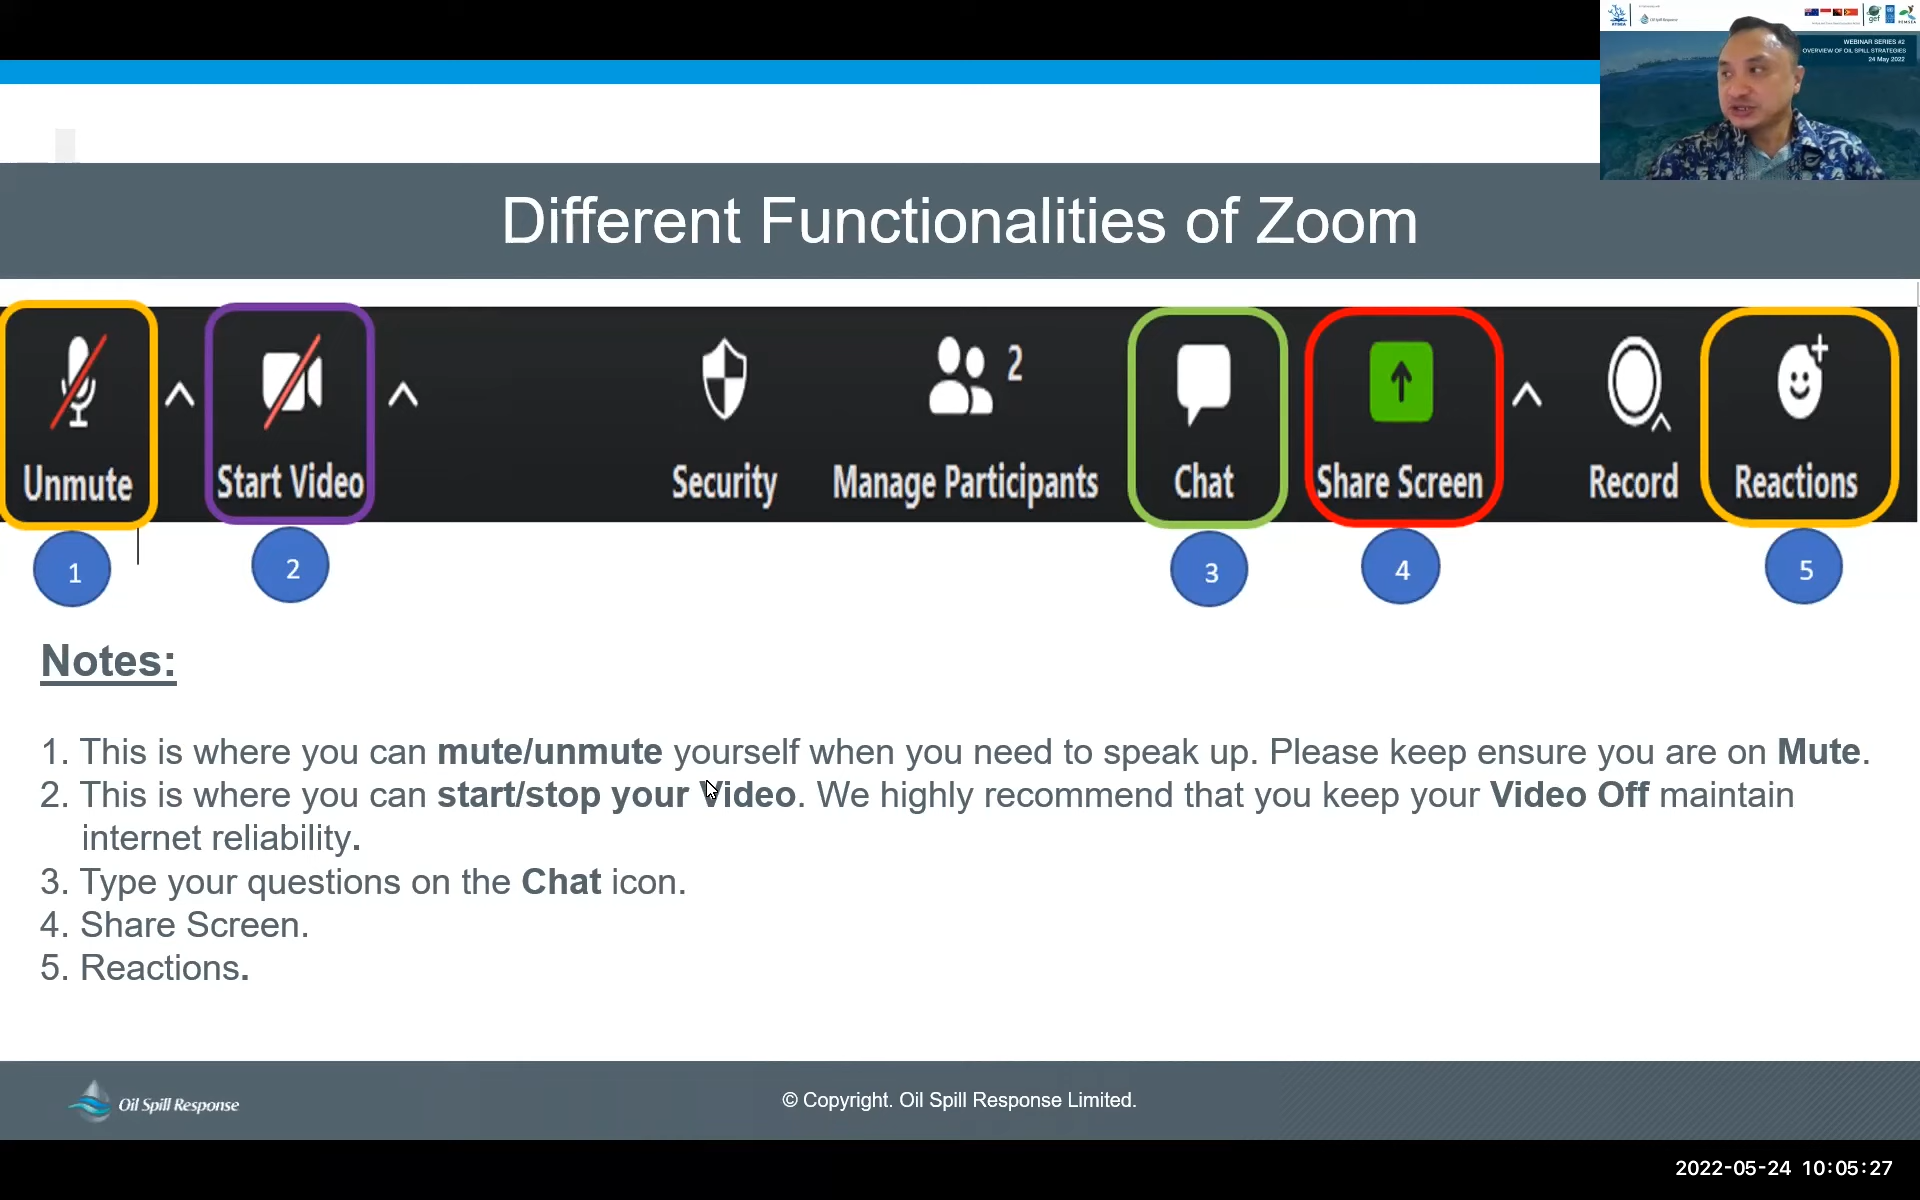 WEBINAR SERIES #2
OVERVIEW OF OIL SPILL STRATEGIES
24 May 2022
Different Functionalities of Zoom
2
Unmute
Start Video
Security
Manage Participants
Chat
Share Screen
Record
Reactions
1
2
3
4
5
Notes:
1. This is where you can mute/unmute yourself when you need to speak up. Please keep ensure you are on Mute.
2. This is where you can start/stop your Video. We highly recommend that you keep your Video Off maintain
internet reliability.
3. Type your questions on the Chat icon.
4. Share Screen.
5. Reactions.
Oil Spill Response
© Copyright. Oil Spill Response Limited.
2022-05-24 10:05:27